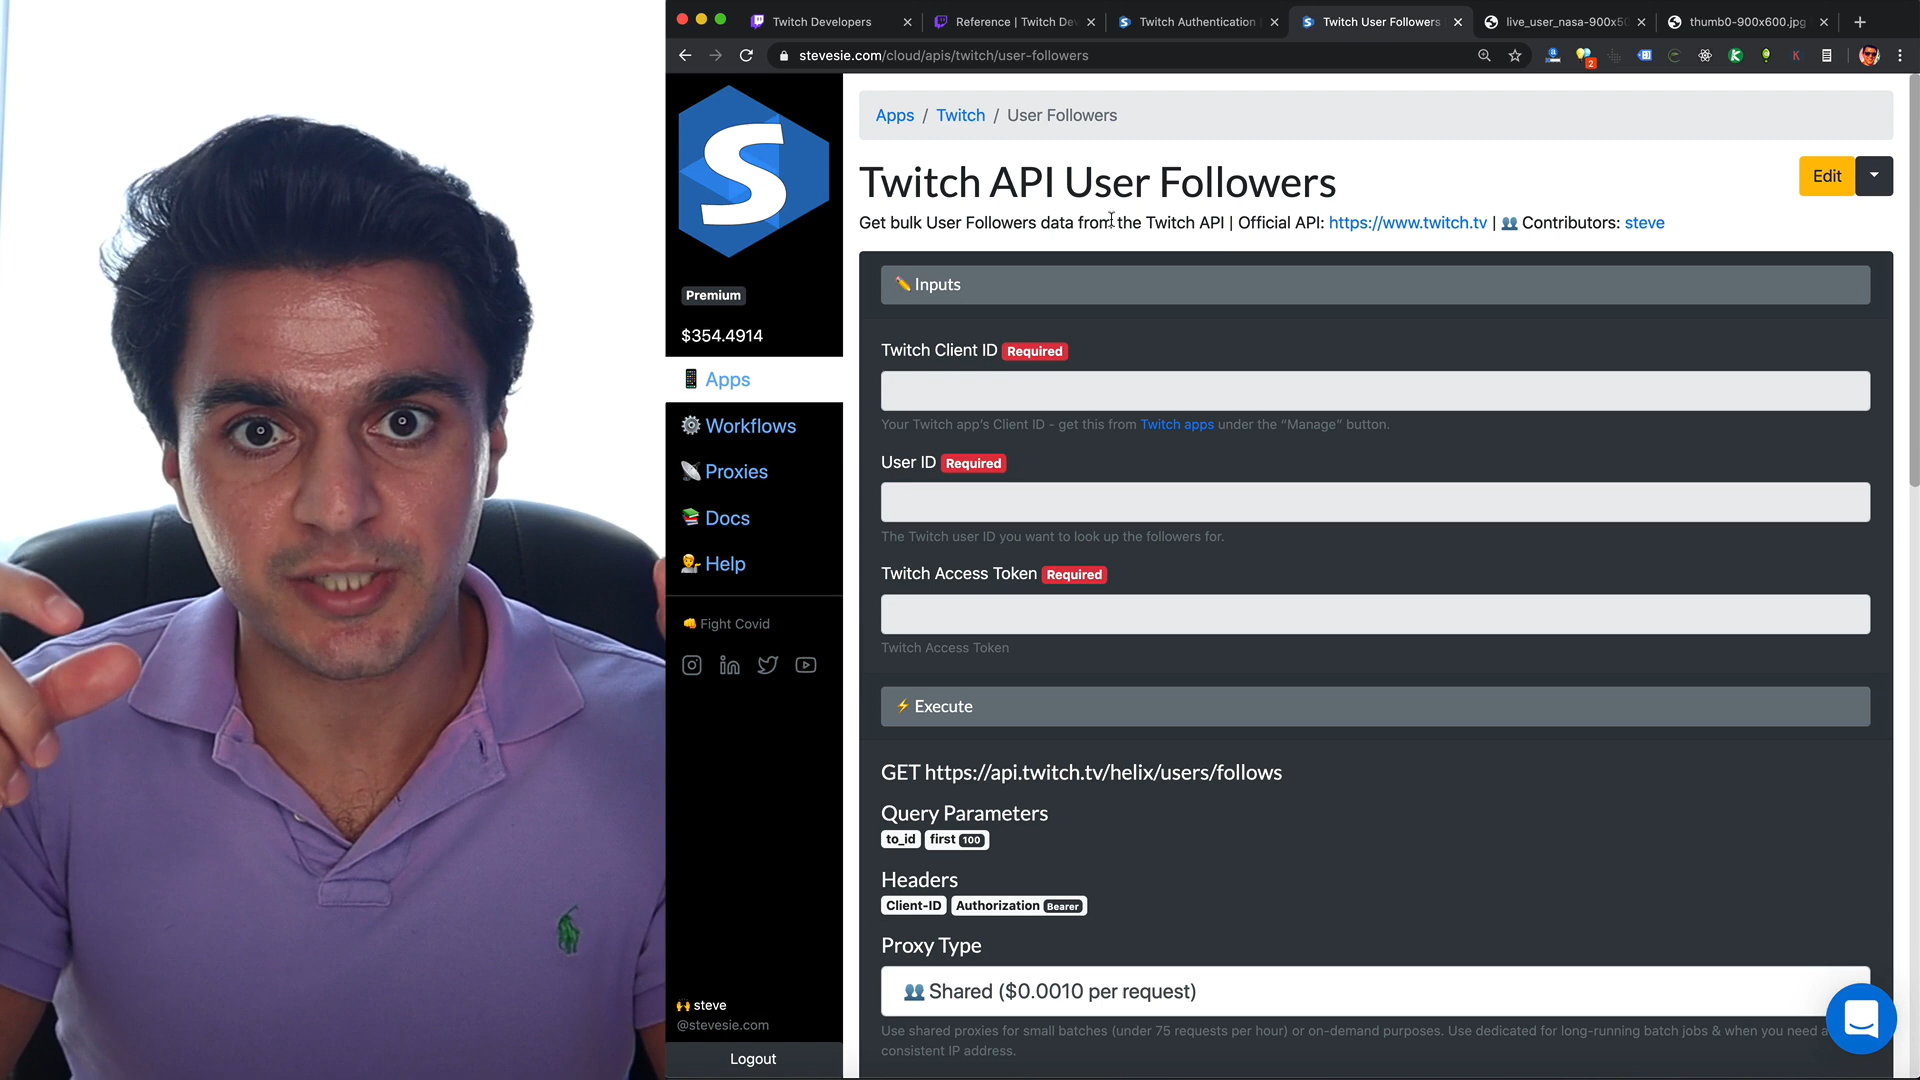 Twitch Developers
Reference | Twitch De
Twitch Authentication
Twitch User Followers
live_user_nasa-900x50
thumb0-900x600.jpg
stevesie.com/cloud/apis/twitch/user-followers
2
S
Premium
$354.4914
Apps
Workflows
Proxies
Docs
Help
Fight Covid
steve
@stevesie.com
Logout
Apps / Twitch / User Followers
Twitch API User Followers
Edit
Get bulk User Followers data from the Twitch API | Official API: https://www.twitch.tv | Contributors: steve
Inputs
Twitch Client ID Required
Your Twitch app's Client ID - get this from Twitch apps under the “Manage” button.
User ID Required
The Twitch user ID you want to look up the followers for.
Twitch Access Token Required
Twitch Access Token
Execute
GET https://api.twitch.tv/helix/users/follows
Query Parameters
to_id first 100
Headers
Client-ID Authorization Bearer
Proxy Type
Shared ($0.0010 per request)
Use shared proxies for small batches (under 75 requests per hour) or on-demand purposes. Use dedicated for long-running batch jobs & when you need a
consistent IP address.